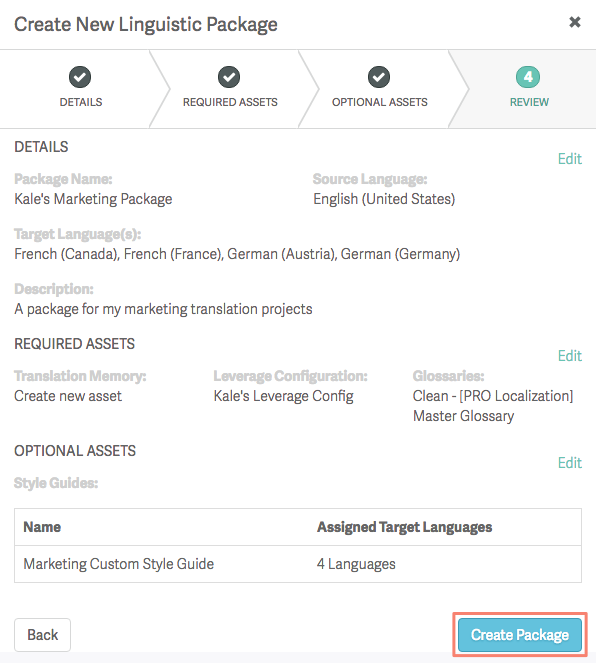 Create New Linguistic Package ✖
DETAILS
REQUIRED ASSETS
OPTIONAL ASSETS
4
REVIEW
DETAILS
Edit
Package Name: Source Language:
Kale's Marketing Package English (United States)
Target Language(s):
French (Canada), French (France), German (Austria), German (Germany)
Description:
A package for my marketing translation projects
REQUIRED ASSETS
Edit
Translation Memory: Leverage Configuration: Glossaries:
Create new asset Kale's Leverage Config Clean - [PRO Localization]
Master Glossary
OPTIONAL ASSETS
Edit
Style Guides:
Name Assigned Target Languages
Marketing Custom Style Guide 4 Languages
Back Create Package